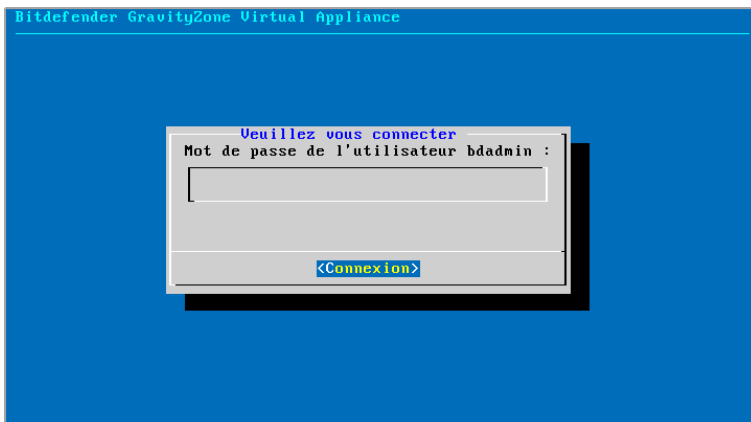 Bitdefender GravityZone Virtual Appliance
Veuillez vous connecter
Mot de passe de l'utilisateur bdadmin :
<Connexion>